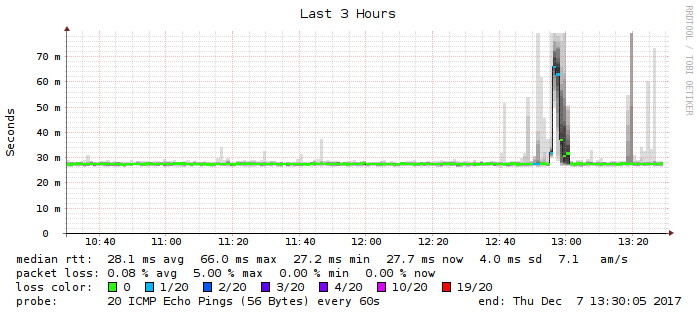 Last 3 Hours
RRDTOOL / TOBI OETIKER
Seconds
70 m
60 m
50 m
40 m
30 m
20 m
10 m
0
10:40 11:00 11:20 11:40 12:00 12:20 12:40 13:00 13:20
median rtt: 28.1 ms avg 66.0 ms max 27.2 ms min 27.7 ms now 4.0 ms sd 7.1 am/s
packet loss: 0.08 % avg 5.00 % max 0.00 % min 0.00 % now
loss color: 0 1/20 2/20 3/20 4/20 10/20 19/20
probe: 20 ICMP Echo Pings (56 Bytes) every 60s end: Thu Dec 7 13:30:05 2017